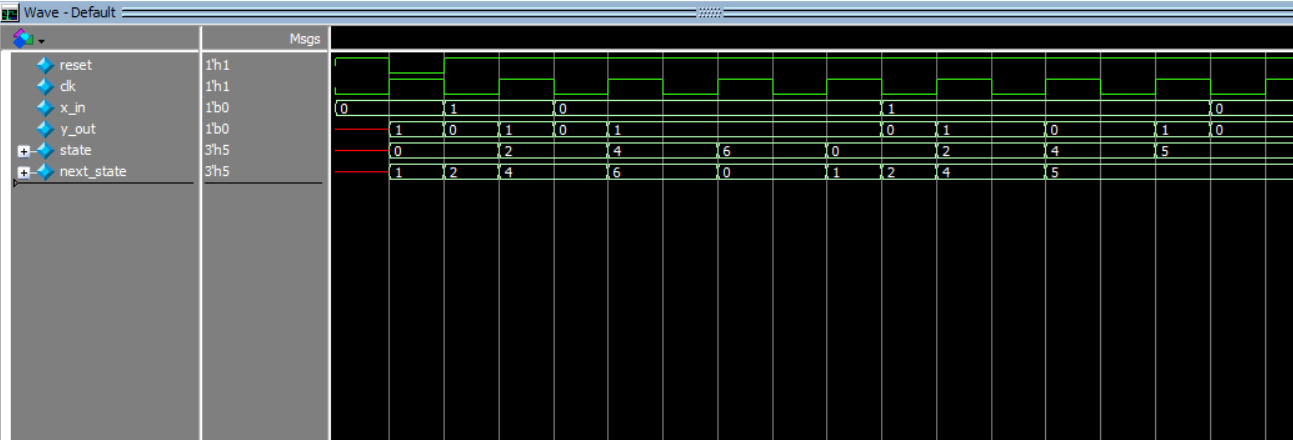 Wave - Default
Msgs
reset 1'h1
clk 1'h1
x_in 1'b0 0 1 0 1 0
y_out 1'b0 1 0 1 0 1 0 1 0 1 0
state 3'h5 0 2 4 6 0 2 4 5
next_state 3'h5 1 2 4 6 0 1 2 4 5